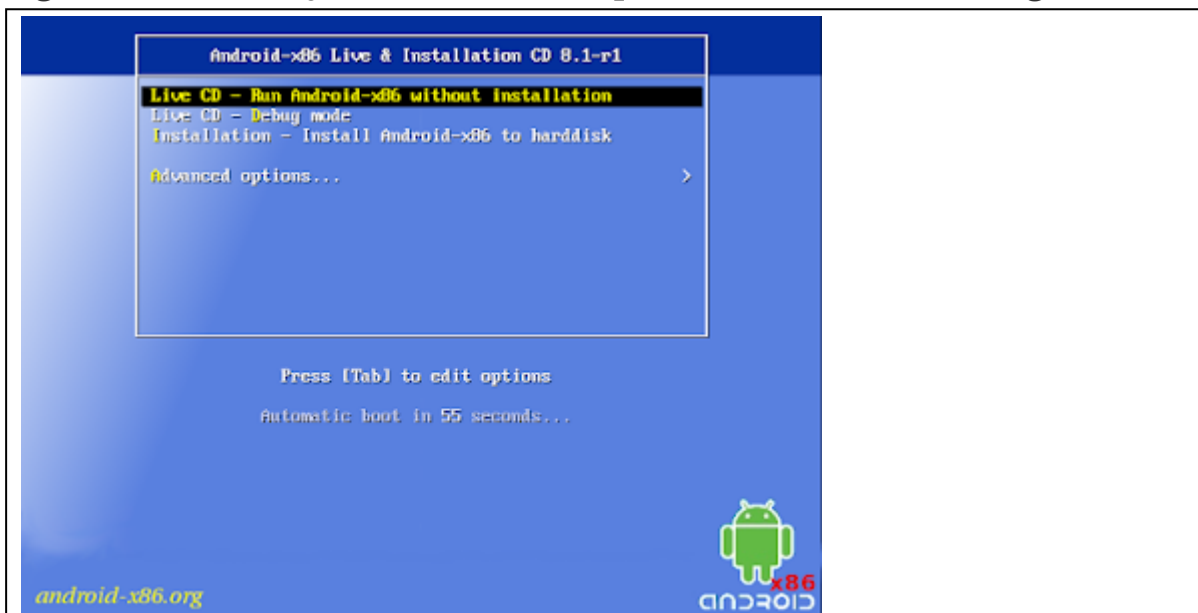 Android-x86 Live & Installation CD 8.1-r1
Live CD - Run Android-x86 without installation
Live CD - Debug mode
Installation - Install Android-x86 to harddisk
Advanced options... >
Press [Tab] to edit options
Automatic boot in 55 seconds...
android-x86.org
x86
ANDROID